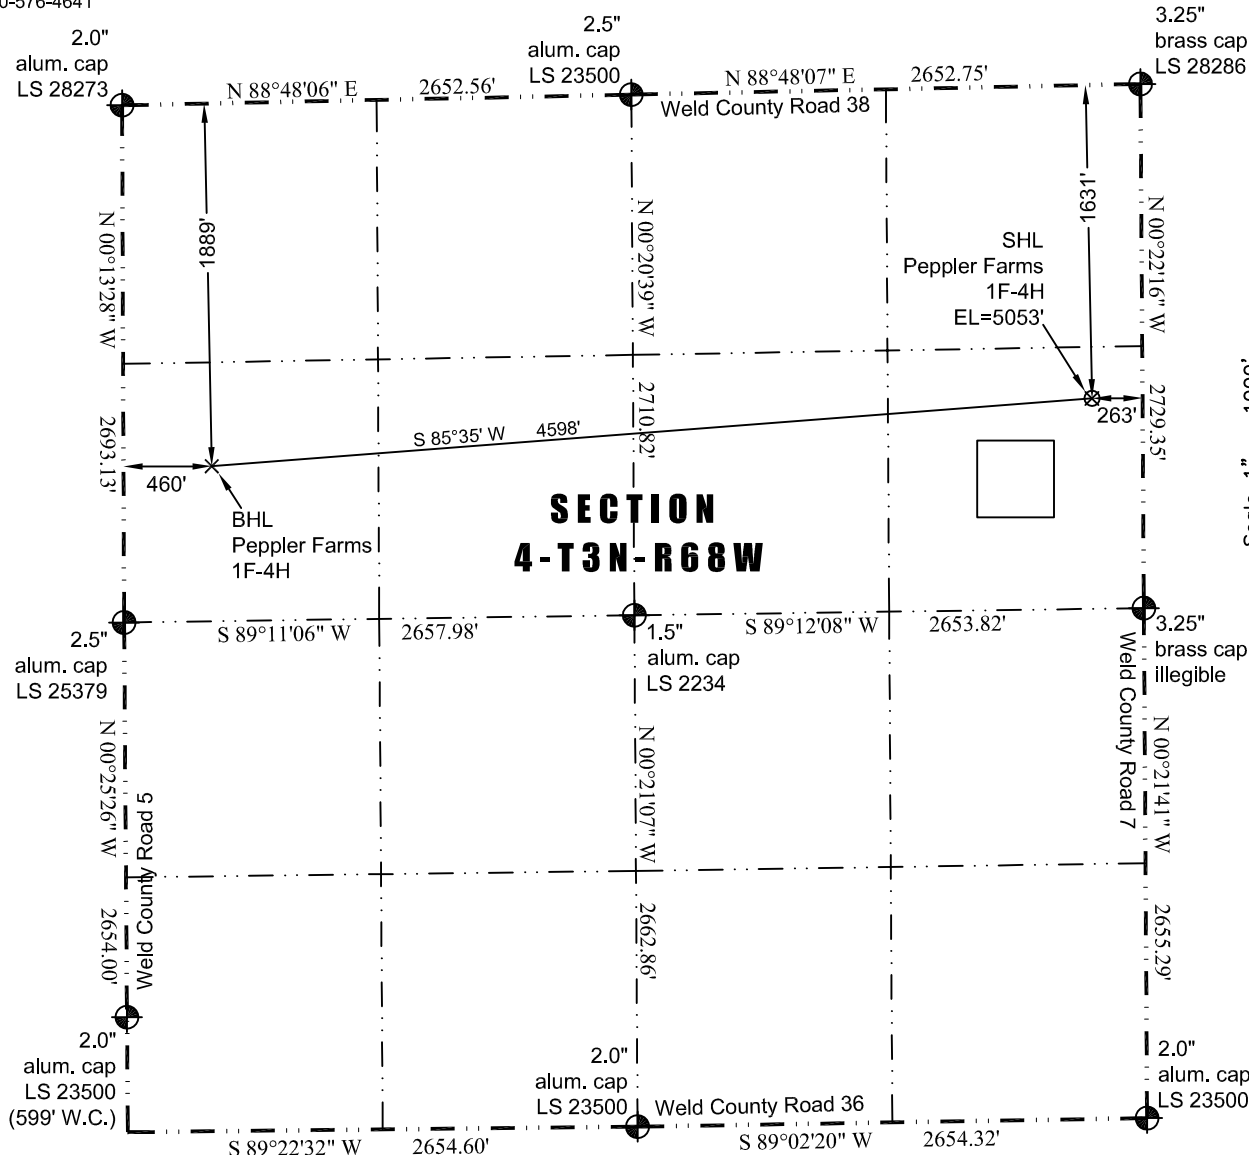 0-576-4641
2.0"
alum. cap
LS 28273
N 88°48'06" E
2652.56'
2.5"
alum. cap
LS 23500
N 88°48'07" E
2652.75'
3.25"
brass cap
LS 28286
Weld County Road 38
N 00°13'28" W
2693.13'
1889'
N 00°20'39" W
2710.82'
1631'
N 00°22'16" W
2729.35'
SHL
Peppler Farms
1F-4H
EL=5053'
263'
S 85°35' W
4598'
460'
BHL
Peppler Farms
1F-4H
SECTION
4-T3N-R68W
2.5"
alum. cap
LS 25379
S 89°11'06" W
2657.98'
1.5"
alum. cap
LS 2234
S 89°12'08" W
2653.82'
3.25"
brass cap
illegible
Weld County Road 7
N 00°25'26" W
2654.00'
Weld County Road 5
N 00°21'07" W
2662.86'
N 00°21'41" W
2655.29'
2.0"
alum. cap
LS 23500
(599' W.C.)
S 89°22'32" W
2654.60'
2.0"
alum. cap
LS 23500
Weld County Road 36
S 89°02'20" W
2654.32'
2.0"
alum. cap
LS 23500